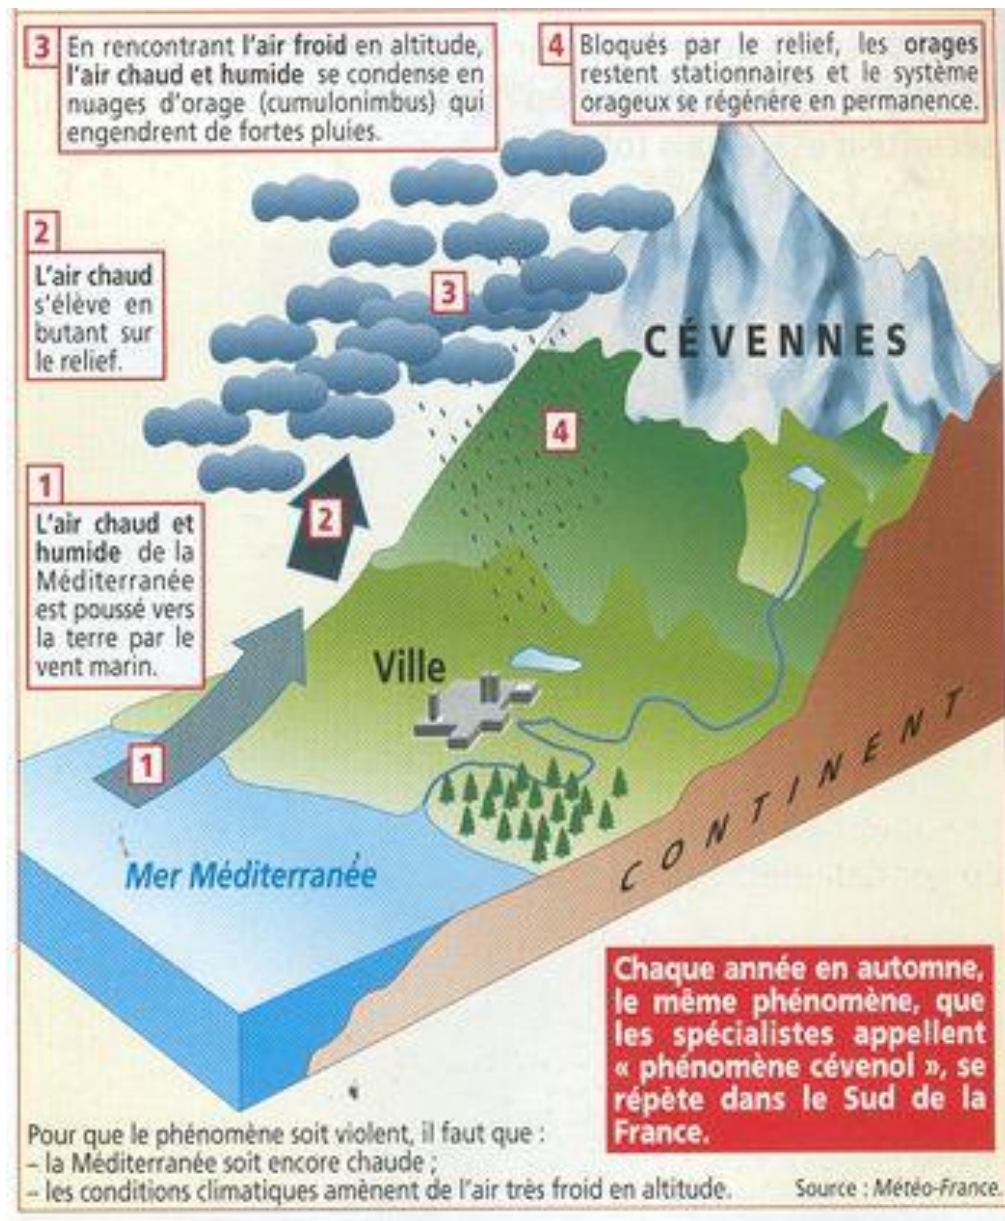 3 En rencontrant l'air froid en altitude,
l'air chaud et humide se condense en
nuages d'orage (cumulonimbus) qui
engendrent de fortes pluies.
4 Bloqués par le relief, les orages
restent stationnaires et le système
orageux se régénère en permanence.
2
L'air chaud
s'élève en
butant sur
le relief.
3
CÉVENNES
4
1
L'air chaud et
humide de la
Méditerranée
est poussé vers
la terre par le
vent marin.
2
Ville
1
Mer Méditerranée
CONTINENT
Chaque année en automne,
le même phénomène, que
les spécialistes appellent
« phénomène cévenol », se
répète dans le Sud de la
France.
Pour que le phénomène soit violent, il faut que :
– la Méditerranée soit encore chaude ;
– les conditions climatiques amènent de l'air très froid en altitude.
Source : Météo-France.